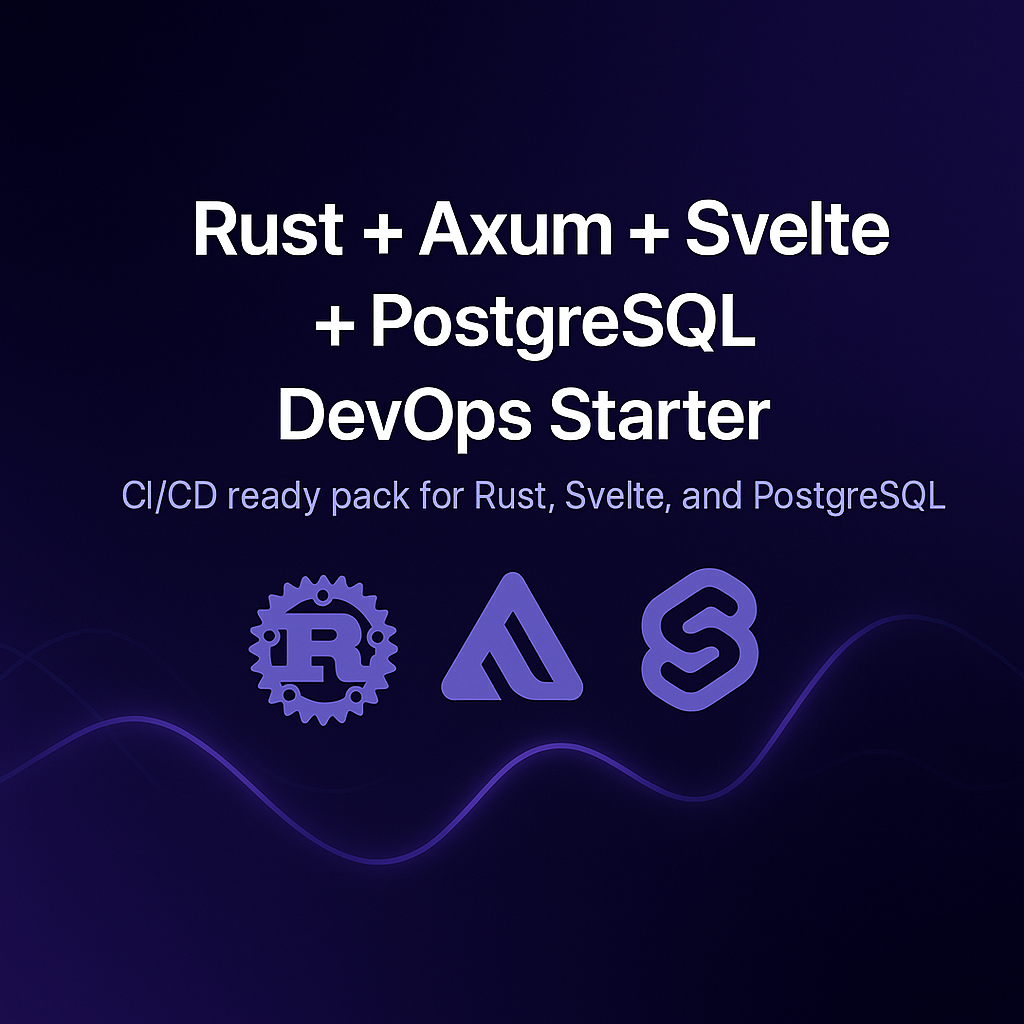 Rust + Axum + Svelte
+ PostgreSQL
DevOps Starter
CI/CD ready pack for Rust, Svelte, and PostgreSQL
R